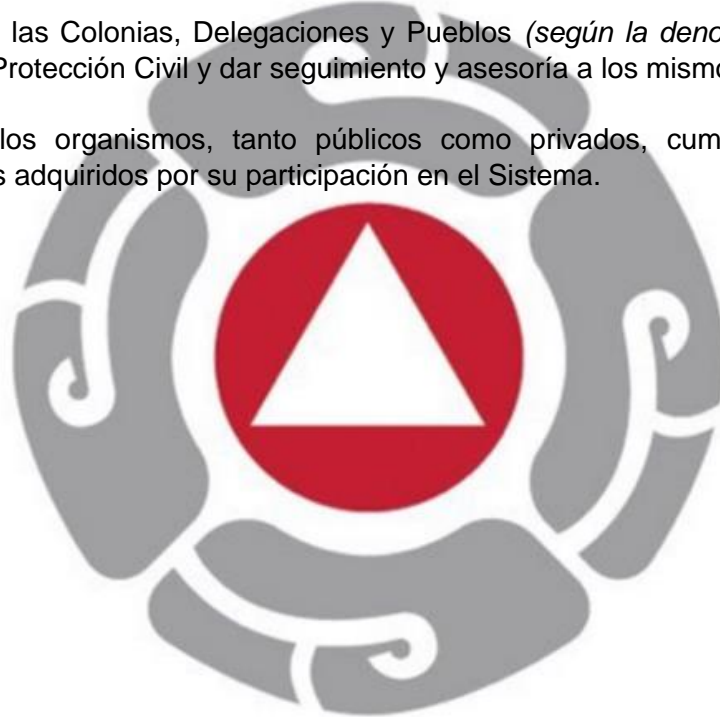 las Colonias, Delegaciones y Pueblos (según la deno
Protección Civil y dar seguimiento y asesoría a los mismo
los organismos, tanto públicos como privados, cum
s adquiridos por su participación en el Sistema.